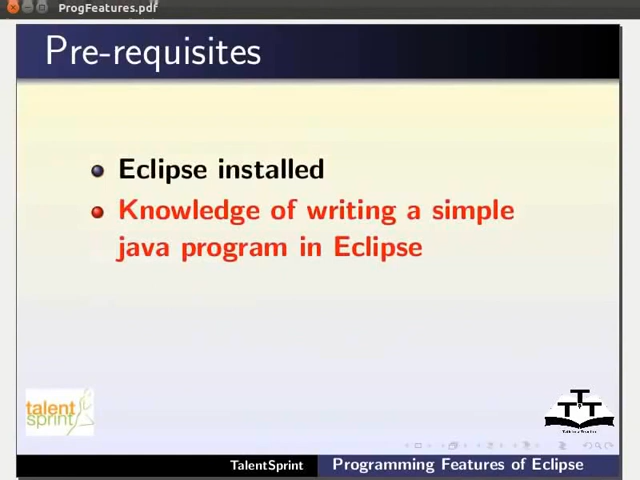 ProgFeatures.pdf
Pre-requisites
Eclipse installed
Knowledge of writing a simple
java program in Eclipse
talent
sprint
TTT
TalentSprint Programming Features of Eclipse